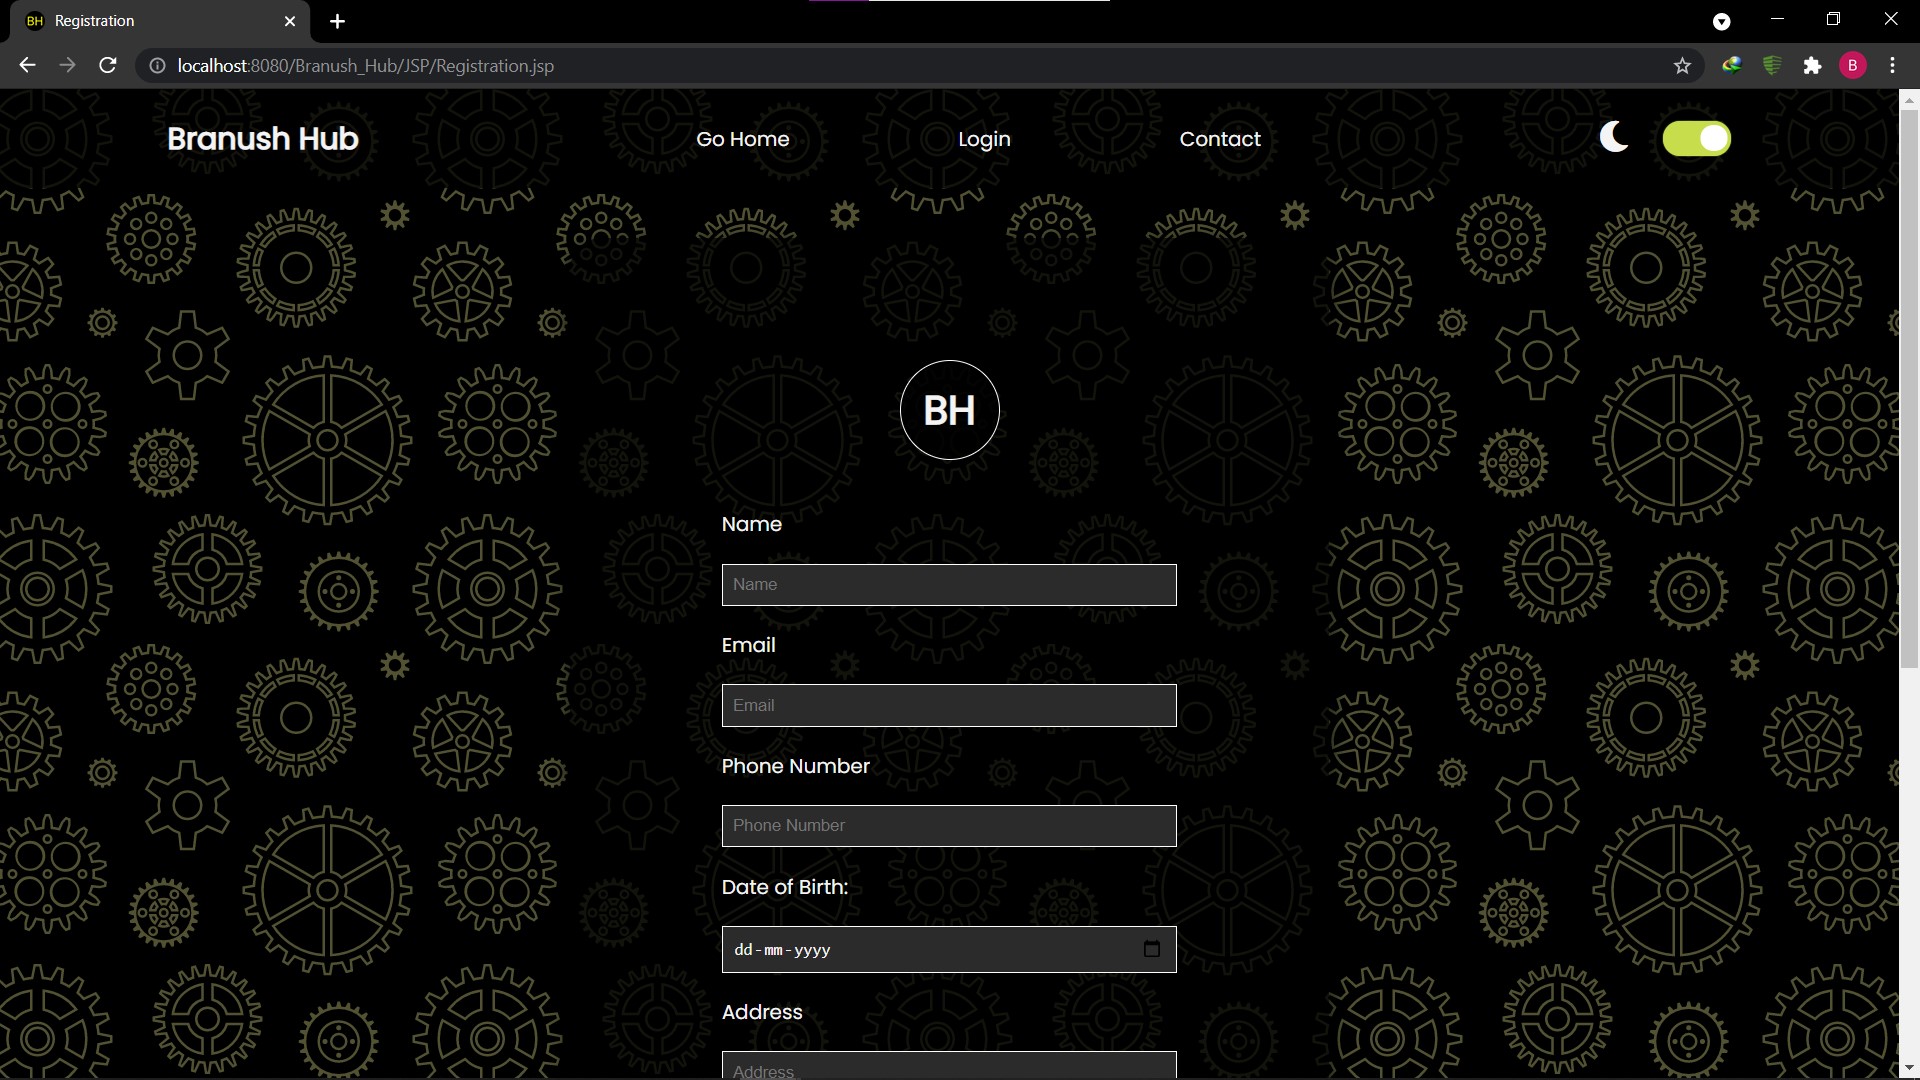 BH Registration
localhost:8080/Branush_Hub/JSP/Registration.jsp
B
Branush Hub
Go Home
Login
Contact
BH
Name
Name
Email
Email
Phone Number
Phone Number
Date of Birth:
dd-mm-yyyy
Address
Address